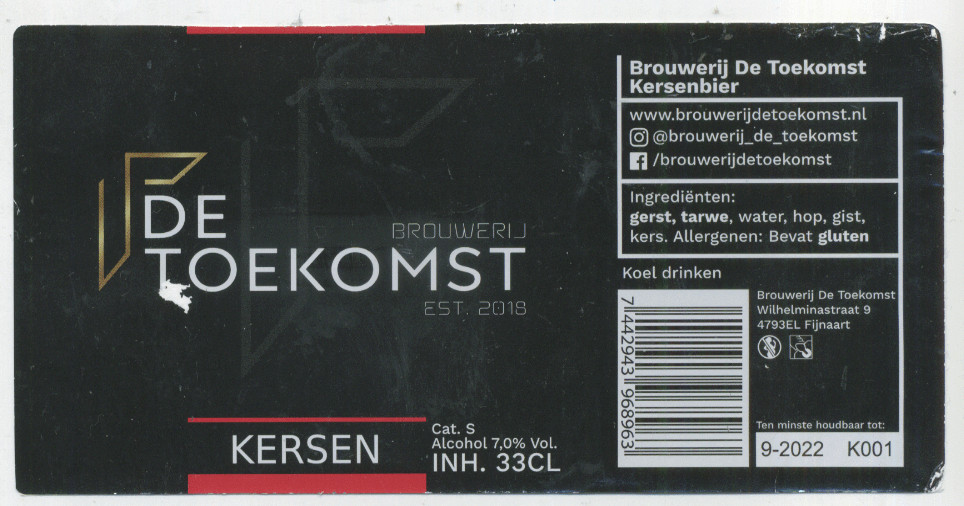 DE
BROUWERIJ
TOEKOMST
EST. 2018
KERSEN
Cat. S
Alcohol 7,0% Vol.
INH. 33CL
Brouwerij De Toekomst
Kersenbier
www.brouwerijdetoekomst.nl
@brouwerij_de_toekomst
/brouwerijdetoekomst
Ingrediënten:
gerst, tarwe, water, hop, gist,
kers. Allergenen: Bevat gluten
Koel drinken
7 442943 968963
Brouwerij De Toekomst
Wilhelminastraat 9
4793EL Fijnaart
Ten minste houdbaar tot:
9-2022 K001